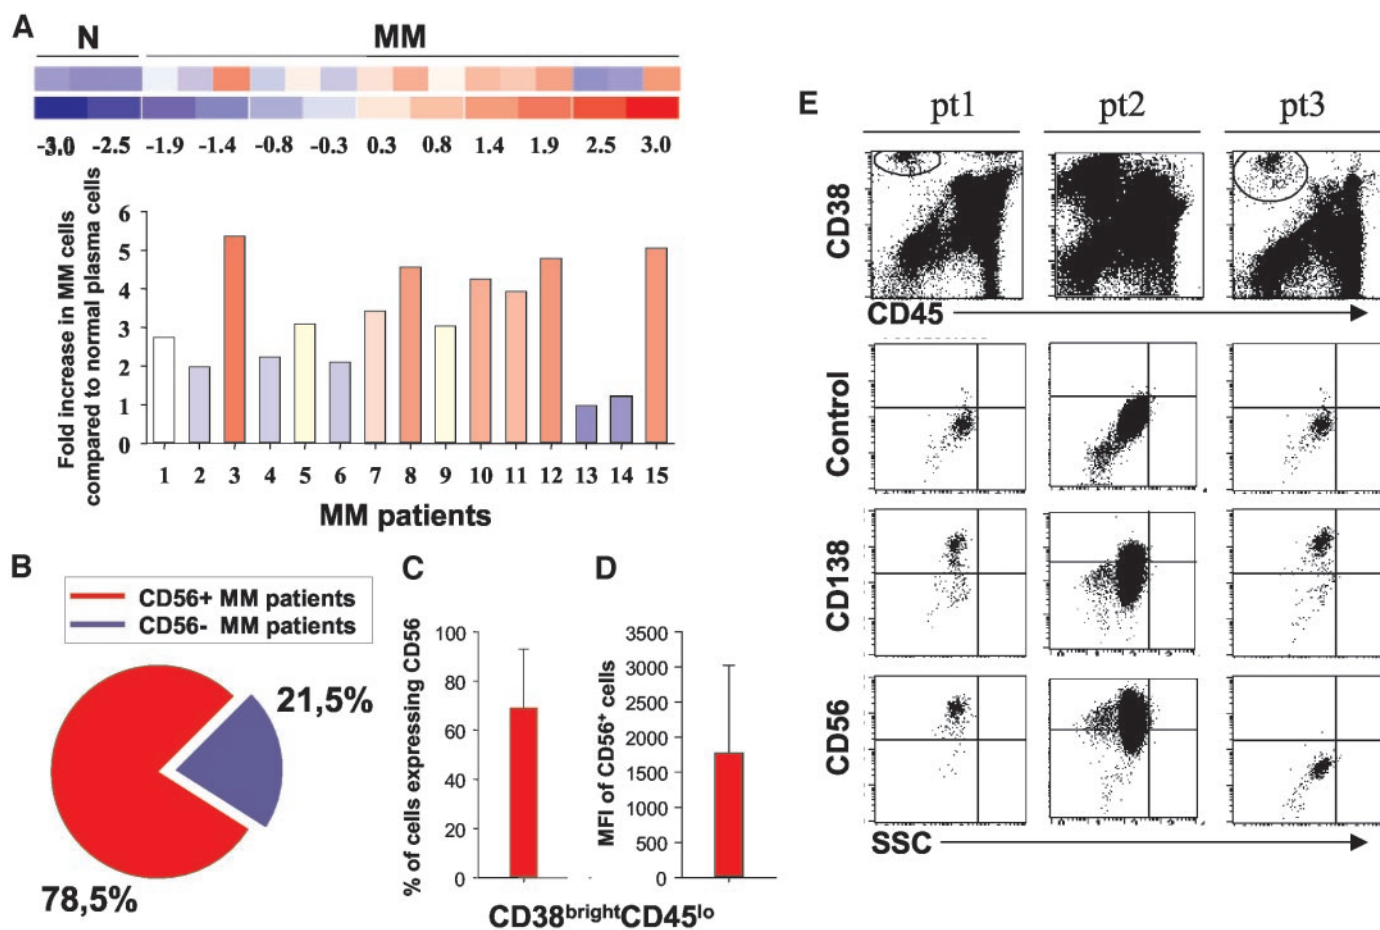 A
N MM
-3.0 -2.5 -1.9 -1.4 -0.8 -0.3 0.3 0.8 1.4 1.9 2.5 3.0
Fold increase in MM cells
compared to normal plasma cells
6
5
4
3
2
1
0
1 2 3 4 5 6 7 8 9 10 11 12 13 14 15
MM patients
B
CD56+ MM patients
CD56- MM patients
21,5%
78,5%
C
% of cells expressing CD56
100
80
60
40
20
0
D
MFI of CD56⁺ cells
3500
3000
2500
2000
1500
1000
500
0
CD38ᵇʳⁱᵍʰᵗCD45ˡᵒ
E
pt1 pt2 pt3
CD38
R2
CD45
Control
CD138
CD56
SSC